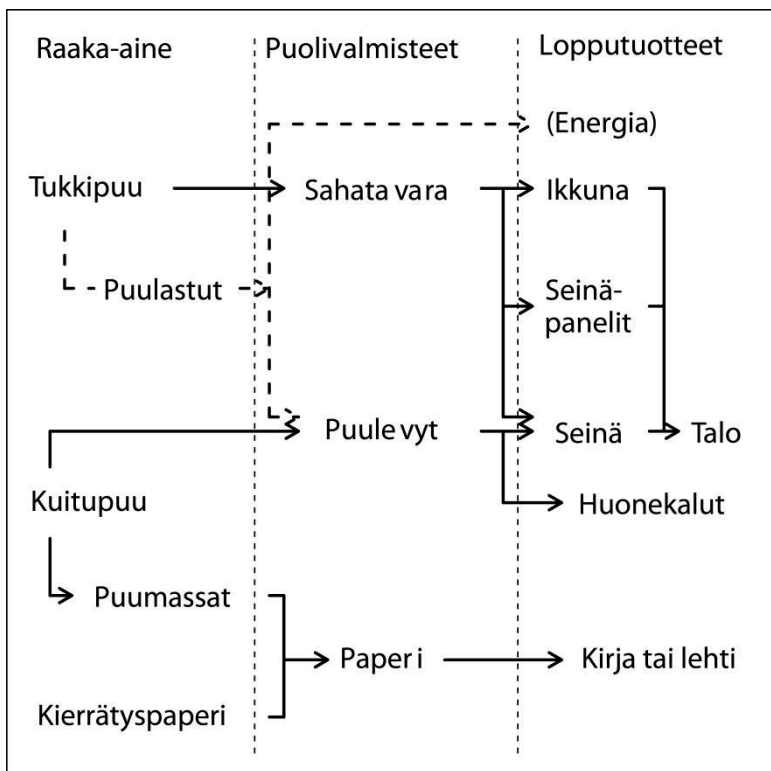 Raaka-aine
Puolivalmisteet
Lopputuotteet
(Energia)
Tukkipuu
Sahata vara
Ikkuna
Puulastut
Seinä-
panelit
Puule vyt
Seinä
Talo
Kuitupuu
Huonekalut
Puumassat
Paper i
Kirja tai lehti
Kierrätyspaperi